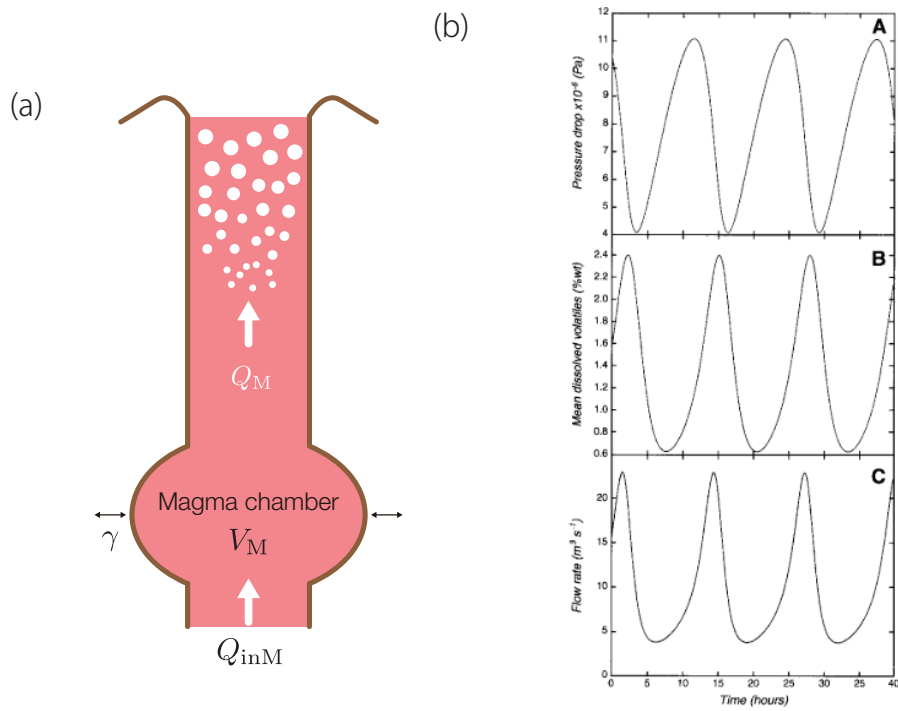 (a)
Q_M
Magma chamber
V_M
γ
Q_inM
(b)
A
Pressure drop x10⁻⁶ (Pa)
12
11
10
9
8
7
6
5
4
B
Mean dissolved volatiles (%wt)
2.4
2.2
2.0
1.8
1.6
1.4
1.2
1.0
0.8
0.6
C
Flow rate (m³ s⁻¹)
20
15
10
5
0
0 5 10 15 20 25 30 35 40
Time (hours)